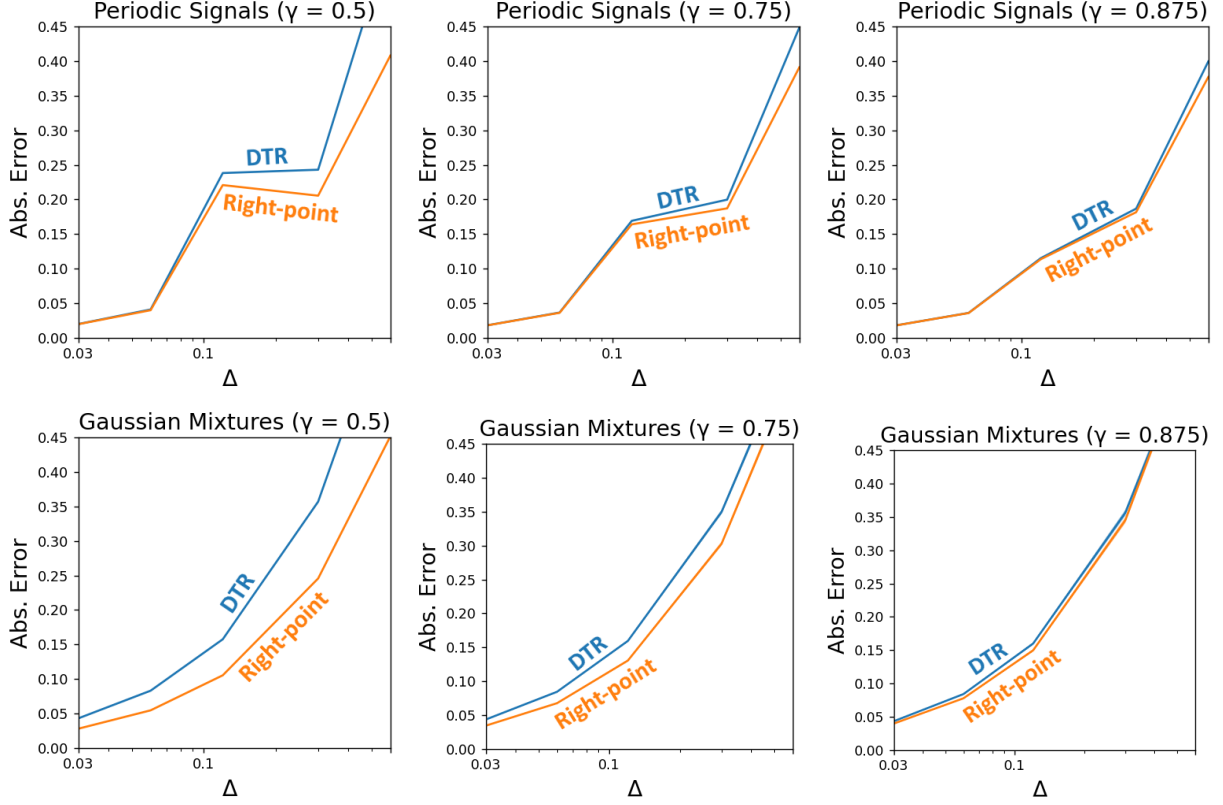 Periodic Signals (γ = 0.5)
Abs. Error
0.45
0.40
0.35
0.30
0.25
0.20
0.15
0.10
0.05
0.00
DTR
Right-point
0.03
0.1
Δ
Periodic Signals (γ = 0.75)
Abs. Error
0.45
0.40
0.35
0.30
0.25
0.20
0.15
0.10
0.05
0.00
DTR
Right-point
0.03
0.1
Δ
Periodic Signals (γ = 0.875)
Abs. Error
0.45
0.40
0.35
0.30
0.25
0.20
0.15
0.10
0.05
0.00
DTR
Right-point
0.03
0.1
Δ
Gaussian Mixtures (γ = 0.5)
Abs. Error
0.45
0.40
0.35
0.30
0.25
0.20
0.15
0.10
0.05
0.00
DTR
Right-point
0.03
0.1
Δ
Gaussian Mixtures (γ = 0.75)
Abs. Error
0.45
0.40
0.35
0.30
0.25
0.20
0.15
0.10
0.05
0.00
DTR
Right-point
0.03
0.1
Δ
Gaussian Mixtures (γ = 0.875)
Abs. Error
0.45
0.40
0.35
0.30
0.25
0.20
0.15
0.10
0.05
0.00
DTR
Right-point
0.03
0.1
Δ